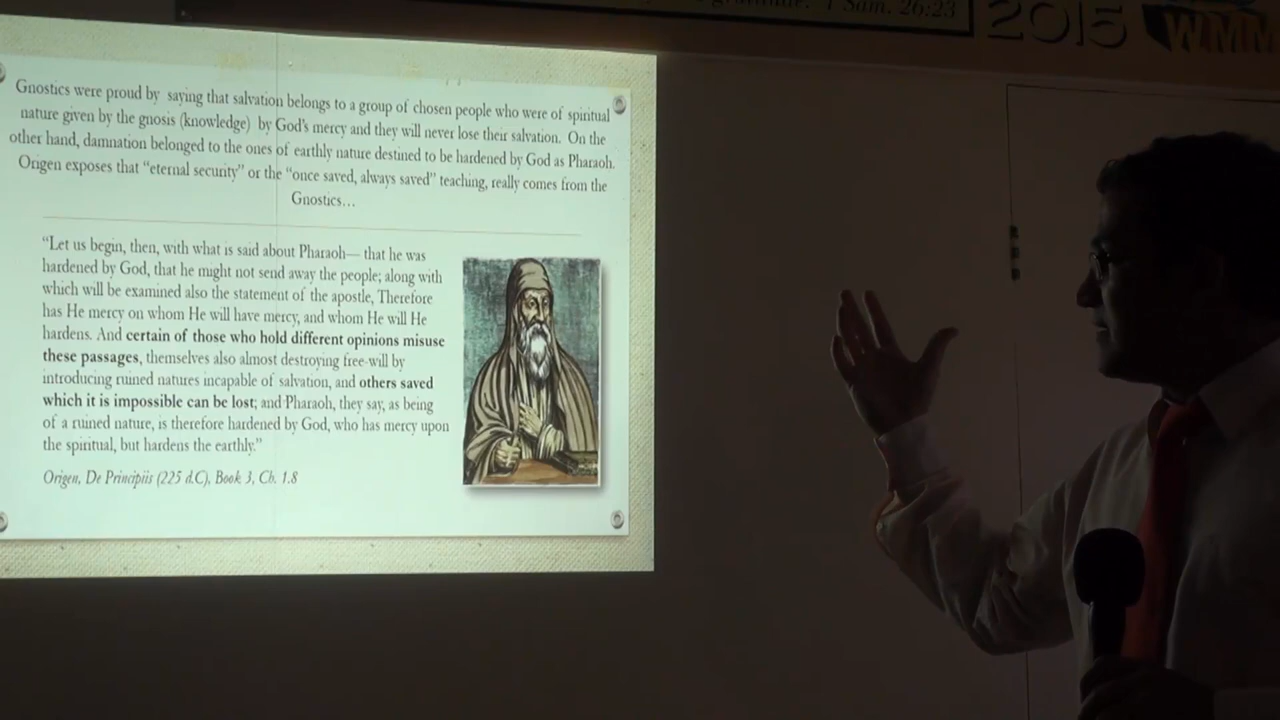 1 Sam. 26:23
2015
WMM
Gnostics were proud by saying that salvation belongs to a group of chosen people who were of spiritual
nature given by the gnosis (knowledge) by God's mercy and they will never lose their salvation. On the
other hand, damnation belonged to the ones of earthly nature destined to be hardened by God as Pharaoh.
Origen exposes that “eternal security” or the “once saved, always saved” teaching, really comes from the
Gnostics…
“Let us begin, then, with what is said about Pharaoh— that he was
hardened by God, that he might not send away the people; along with
which will be examined also the statement of the apostle, Therefore
has He mercy on whom He will have mercy, and whom He will He
hardens. And certain of those who hold different opinions misuse
these passages, themselves also almost destroying free-will by
introducing ruined natures incapable of salvation, and others saved
which it is impossible can be lost; and Pharaoh, they say, as being
of a ruined nature, is therefore hardened by God, who has mercy upon
the spiritual, but hardens the earthly.”
Origen, De Principiis (225 d.C), Book 3, Ch. 1.8